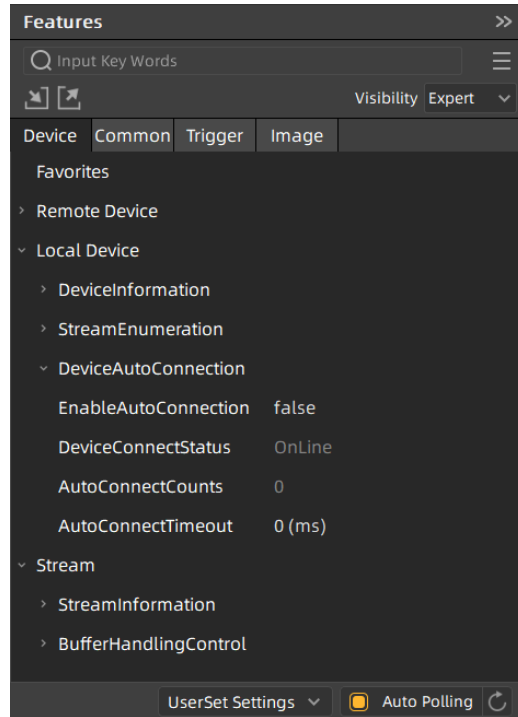 Features
Input Key Words
Visibility Expert
Device Common Trigger Image
Favorites
Remote Device
Local Device
DeviceInformation
StreamEnumeration
DeviceAutoConnection
EnableAutoConnection false
DeviceConnectStatus OnLine
AutoConnectCounts 0
AutoConnectTimeout 0 (ms)
Stream
StreamInformation
BufferHandlingControl
UserSet Settings Auto Polling